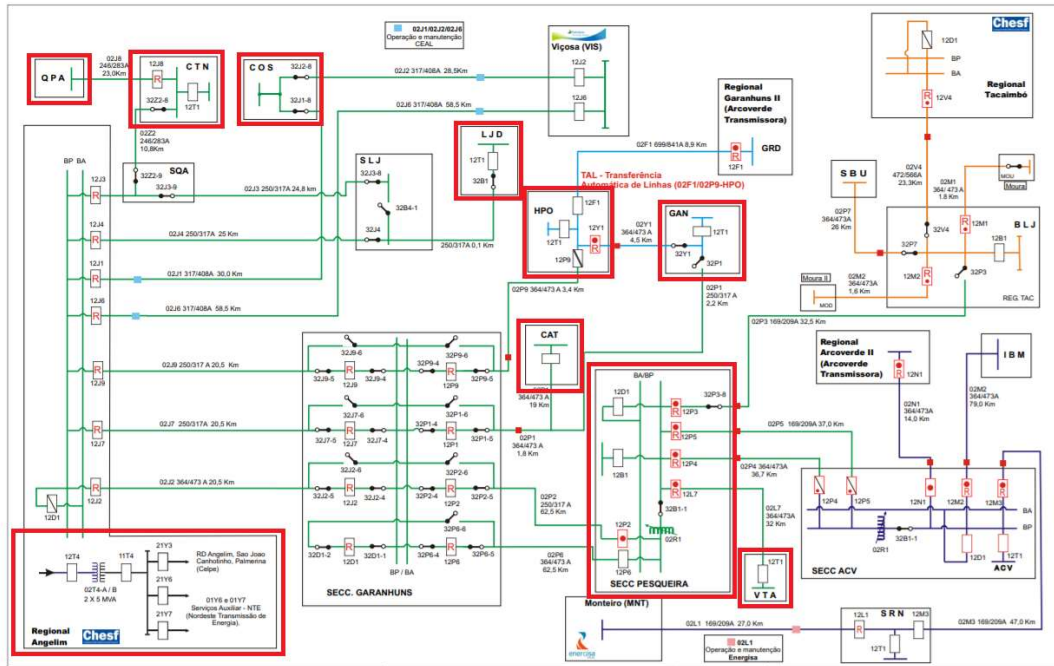 02J1/02J2/02J6
Operação e manutenção
CEAL
Viçosa (VIS)
12J2
12J6
02J2 317/408A 28,5Km
02J6 317/408 A 58,5 Km
Chesf
12D1
BP
BA
Regional
Tacaimbó
12V4
02V4
472/566A
23,3Km
QPA
02J8
246/283A
23,0Km
CTN
12J8
R
32Z2-8
12T1
COS
32J2-8
32J1-8
02Z2
246/283A
10,8Km
SQA
32Z2-9
32J3-9
02J3 250/317A 24,8 km
SLJ
32J3-8
32B4-1
32J4
LJD
12T1
32B1
250/317A 0,1 Km
Regional
Garanhuns II
(Arcoverde
Transmissora)
02F1 699/841A 8,9 Km
R
12F1
GRD
TAL - Transferência
Automática de Linhas (02F1/02P9-HPO)
HPO
12F1
12T1
12Y1
R
12P9
02Y1
364/473 A
4,5 Km
GAN
12T1
32Y1
32P1
02P9 364/473 A 3,4 Km
02P1
250/317 A
2,2 Km
BP BA
12J3
R
12J4
R
02J4 250/317A 25 Km
12J1
R
02J1 317/408 A 30,0 Km
12J6
R
02J6 317/408 A 58,5 Km
R
12J9
02J9 250/317 A 20,5 Km
R
12J7
02J7 250/317A 20,5 Km
R
12J2
02J2 364/473 A 20,5 Km
12D1
SBU
02P7
364/473A
26 Km
02M1
364/ 473 A
1.8 Km
MOU
Moura
R
12M1
32V4
32P7
BLJ
12B1
R
12M2
32P3
REG. TAC
Moura II
MOD
02M2
364/473A
1,6 Km
02P3 169/209A 32,5 Km
32J9-6
32P9-6
32J9-5
12J9
32J9-4
32P9-4
12P9
32P9-5
32J7-6
32P1-6
32J7-5
12J7
32J7-4
32P1-4
12P1
32P1-5
32J2-6
32P2-6
32J2-5
12J2
32J2-4
32P2-4
12P2
32P2-5
32P6-6
32D1-2
12D1
32D1-1
32P6-4
12P6
32P6-5
BP / BA
SECC. GARANHUNS
CAT
364/473 A
19 Km
02P1
364/473 A
1,8 Km
02P2
250/317 A
62,5 Km
02P6
364/473 A
62,5 Km
BA/BP
12D1
R
12P3
32P3-8
R
12P5
12B1
R
12P4
R
12L7
32B1-1
02R1
12P2
12P6
SECC PESQUEIRA
02P5 169/209A 37,0 Km
02P4 364/473A
36,7 Km
02L7
364/473A
32 Km
12T1
VTA
Regional
Arcoverde II
(Arcoverde
Transmissora)
R
12N1
02N1
364/473A
14,0 Km
IBM
02M2
364/473A
79,0 Km
12P4
12P5
12N1
12M2
R
12M3
R
BA
BP
02R1
32B1-1
12D1
12T1
ACV
SECC ACV
12T4
11T4
02T4-A / B
2 X 5 MVA
21Y3
21Y6
21Y7
RD Angelim, Sao Joao
Canhotinho, Palmerina
(Celpe)
01Y6 e 01Y7
Serviços Auxiliar - NTE
(Nordeste Transmissão de
Energia).
Regional
Angelim
Chesf
Monteiro (MNT)
energisa
02L1 169/209A 27,0 Km
02L1
Operação e manutenção
Energisa
SRN
12L1
R
12M3
12T1
02M3 169/209A 47,0 Km